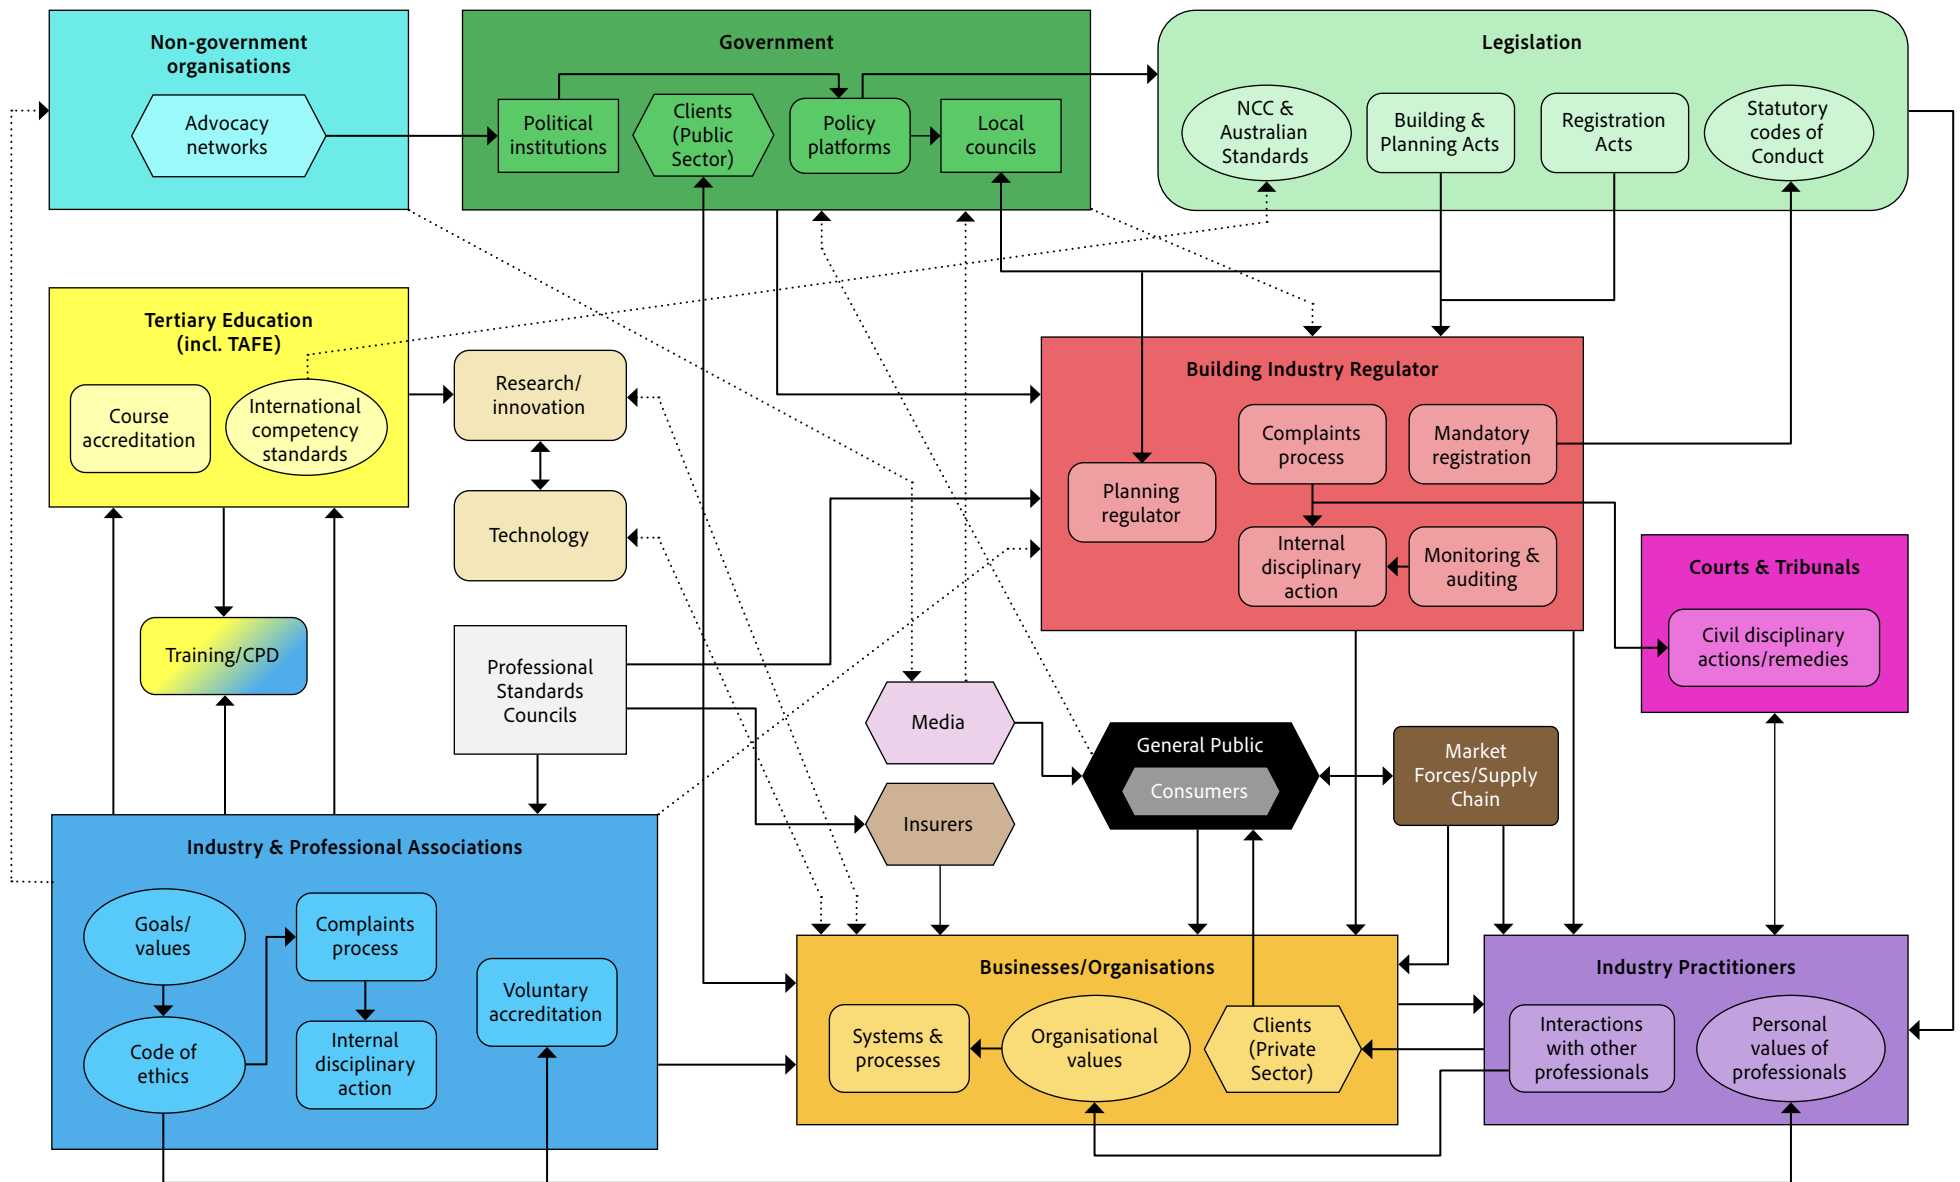 Non-government
organisations
Advocacy
networks
Government
Political
institutions
Clients
(Public
Sector)
Policy
platforms
Local
councils
Legislation
NCC &
Australian
Standards
Building &
Planning Acts
Registration
Acts
Statutory
codes of
Conduct
Tertiary Education
(incl. TAFE)
Course
accreditation
International
competency
standards
Research/
innovation
Technology
Training/CPD
Professional
Standards
Councils
Building Industry Regulator
Planning
regulator
Complaints
process
Mandatory
registration
Internal
disciplinary
action
Monitoring &
auditing
Courts & Tribunals
Civil disciplinary
actions/remedies
Media
Insurers
General Public
Consumers
Market
Forces/Supply
Chain
Industry & Professional Associations
Goals/
values
Code of
ethics
Complaints
process
Internal
disciplinary
action
Voluntary
accreditation
Businesses/Organisations
Systems &
processes
Organisational
values
Clients
(Private
Sector)
Industry Practitioners
Interactions
with other
professionals
Personal
values of
professionals